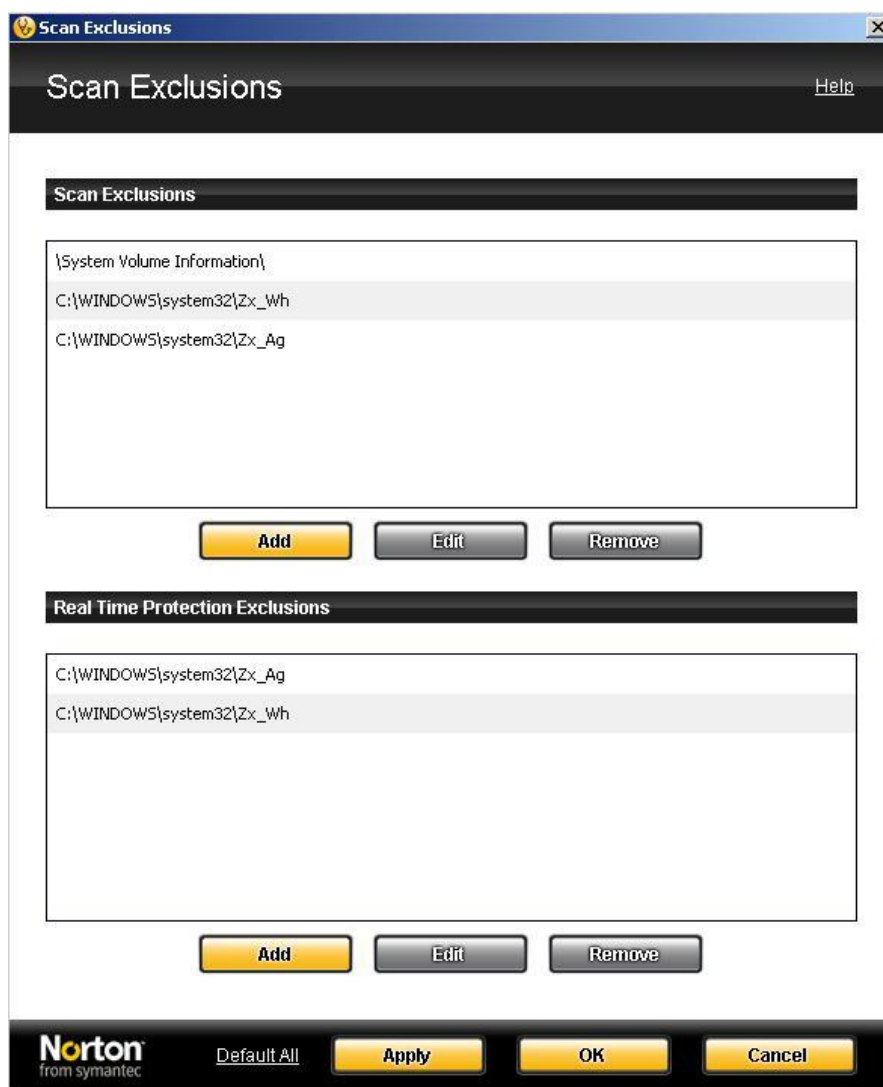 Scan Exclusions
Scan Exclusions
Help
Scan Exclusions
\System Volume Information\
C:\WINDOWS\system32\Zx_Wh
C:\WINDOWS\system32\Zx_Ag
Add Edit Remove
Real Time Protection Exclusions
C:\WINDOWS\system32\Zx_Ag
C:\WINDOWS\system32\Zx_Wh
Add Edit Remove
Norton
from symantec
Default All Apply OK Cancel